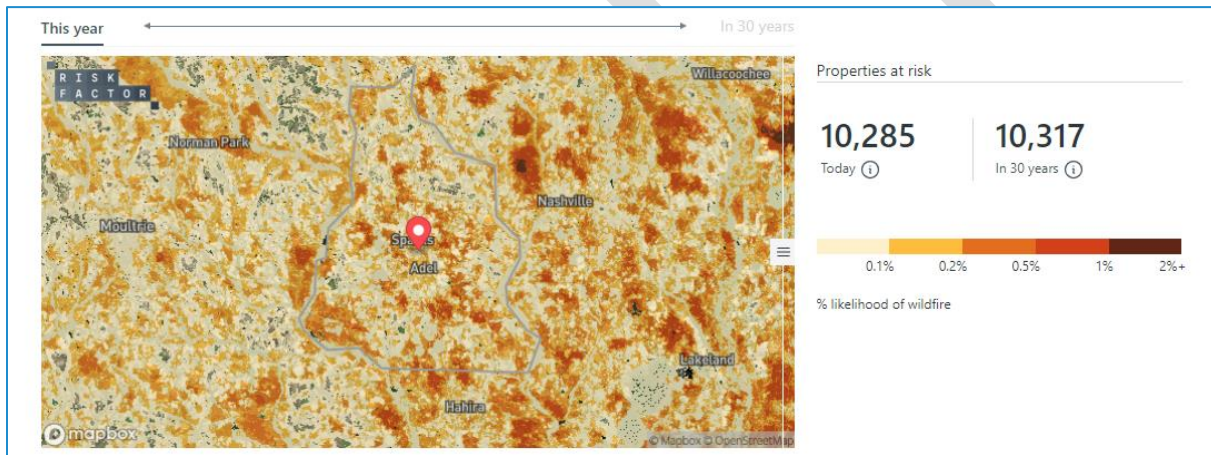 This year
In 30 years
RISK
FACTOR
Willacoochee
Norman Park
Nashville
Moultrie
Sparks
Adel
Lakeland
Hahira
mapbox
© Mapbox © OpenStreetMap
Properties at risk
10,285
10,317
Today i
In 30 years i
0.1% 0.2% 0.5% 1% 2%+
% likelihood of wildfire